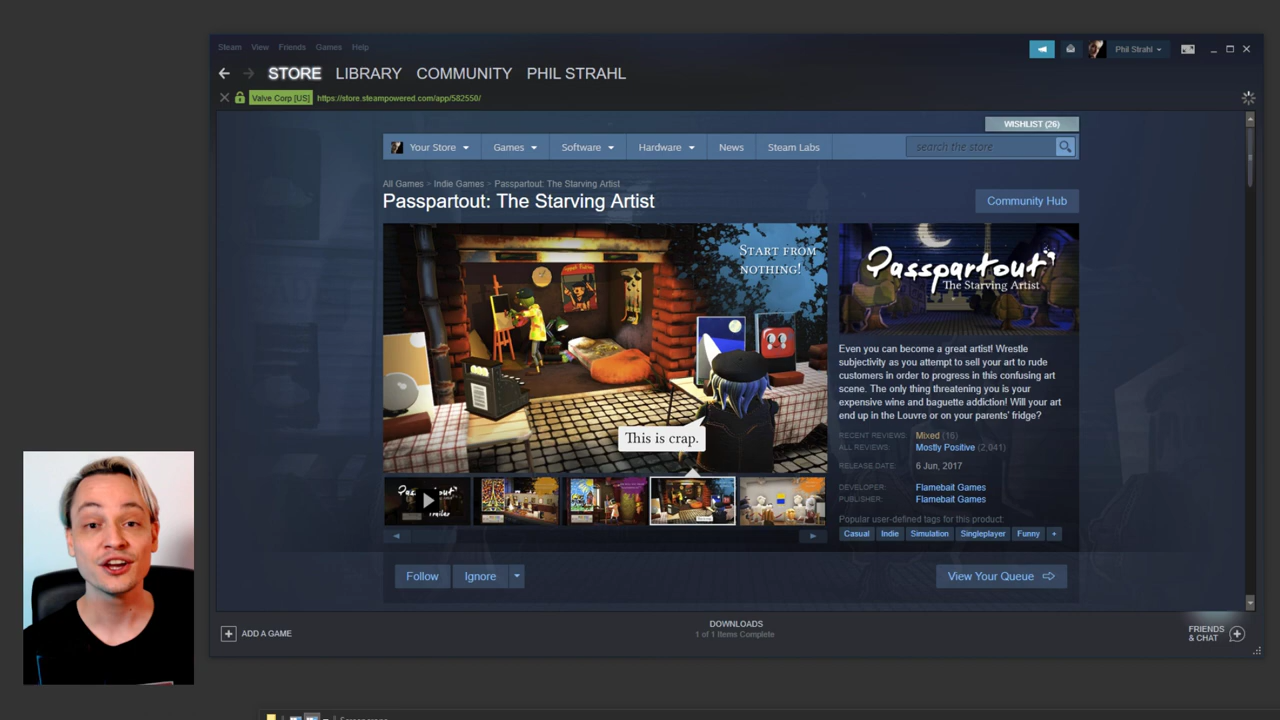 Steam View Friends Games Help
Phil Strahl
STORE LIBRARY COMMUNITY PHIL STRAHL
Valve Corp [US] https://store.steampowered.com/app/582550/
WISHLIST (26)
Your Store Games Software Hardware News Steam Labs search the store
All Games > Indie Games > Passpartout: The Starving Artist
Passpartout: The Starving Artist
Community Hub
START FROM
NOTHING!
This is crap.
Passpartout
The Starving Artist
Even you can become a great artist! Wrestle
subjectivity as you attempt to sell your art to rude
customers in order to progress in this confusing art
scene. The only thing threatening you is your
expensive wine and baguette addiction! Will your art
end up in the Louvre or on your parents' fridge?
RECENT REVIEWS: Mixed (16)
ALL REVIEWS: Mostly Positive (2,041)
RELEASE DATE: 6 Jun, 2017
DEVELOPER: Flamebait Games
PUBLISHER: Flamebait Games
Popular user-defined tags for this product:
Casual Indie Simulation Singleplayer Funny +
Follow Ignore
View Your Queue
ADD A GAME
DOWNLOADS
1 of 1 Items Complete
FRIENDS
& CHAT